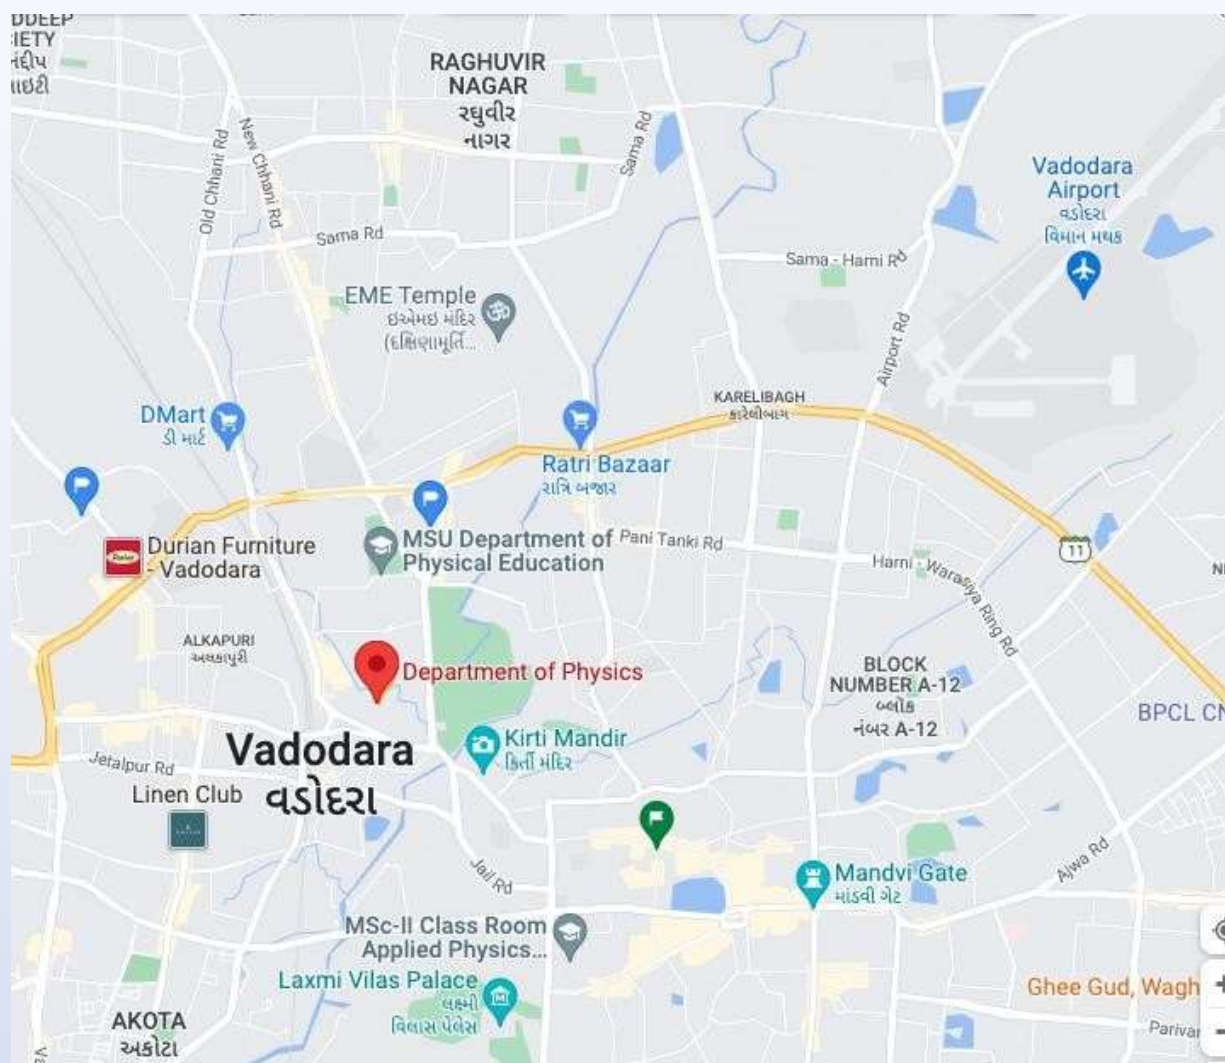 IETY
RAGHUVIR
NAGAR
રઘુવીર
નાગર
Old Chhani Rd
New Chhani Rd
Sama Rd
Sama Rd
Vadodara
Airport
વડોદરા
વિમાન મથક
Sama - Harni Rd
Airport Rd
EME Temple
ઇએમઇ મંદિર
(દક્ષિણામૂર્તિ...
KARELIBAGH
કારેલીબાગ
DMart
ડી માર્ટ
Ratri Bazaar
રાત્રિ બજાર
MSU Department of
Physical Education
Pani Tanki Rd
Durian Furniture
- Vadodara
11
Harni - Warasiya Ring Rd
ALKAPURI
અલકાપુરી
Department of Physics
BLOCK
NUMBER A-12
બ્લોક
નંબર A-12
BPCL CN
Kirti Mandir
કિર્તી મંદિર
Vadodara
વડોદરા
Jetalpur Rd
Linen Club
Jail Rd
Mandvi Gate
માંડવી ગેટ
Ajwa Rd
MSc-II Class Room
Applied Physics...
Laxmi Vilas Palace
લક્ષ્મી
વિલાસ પેલેસ
Ghee Gud, Wagh
AKOTA
અકોટા
Parivar